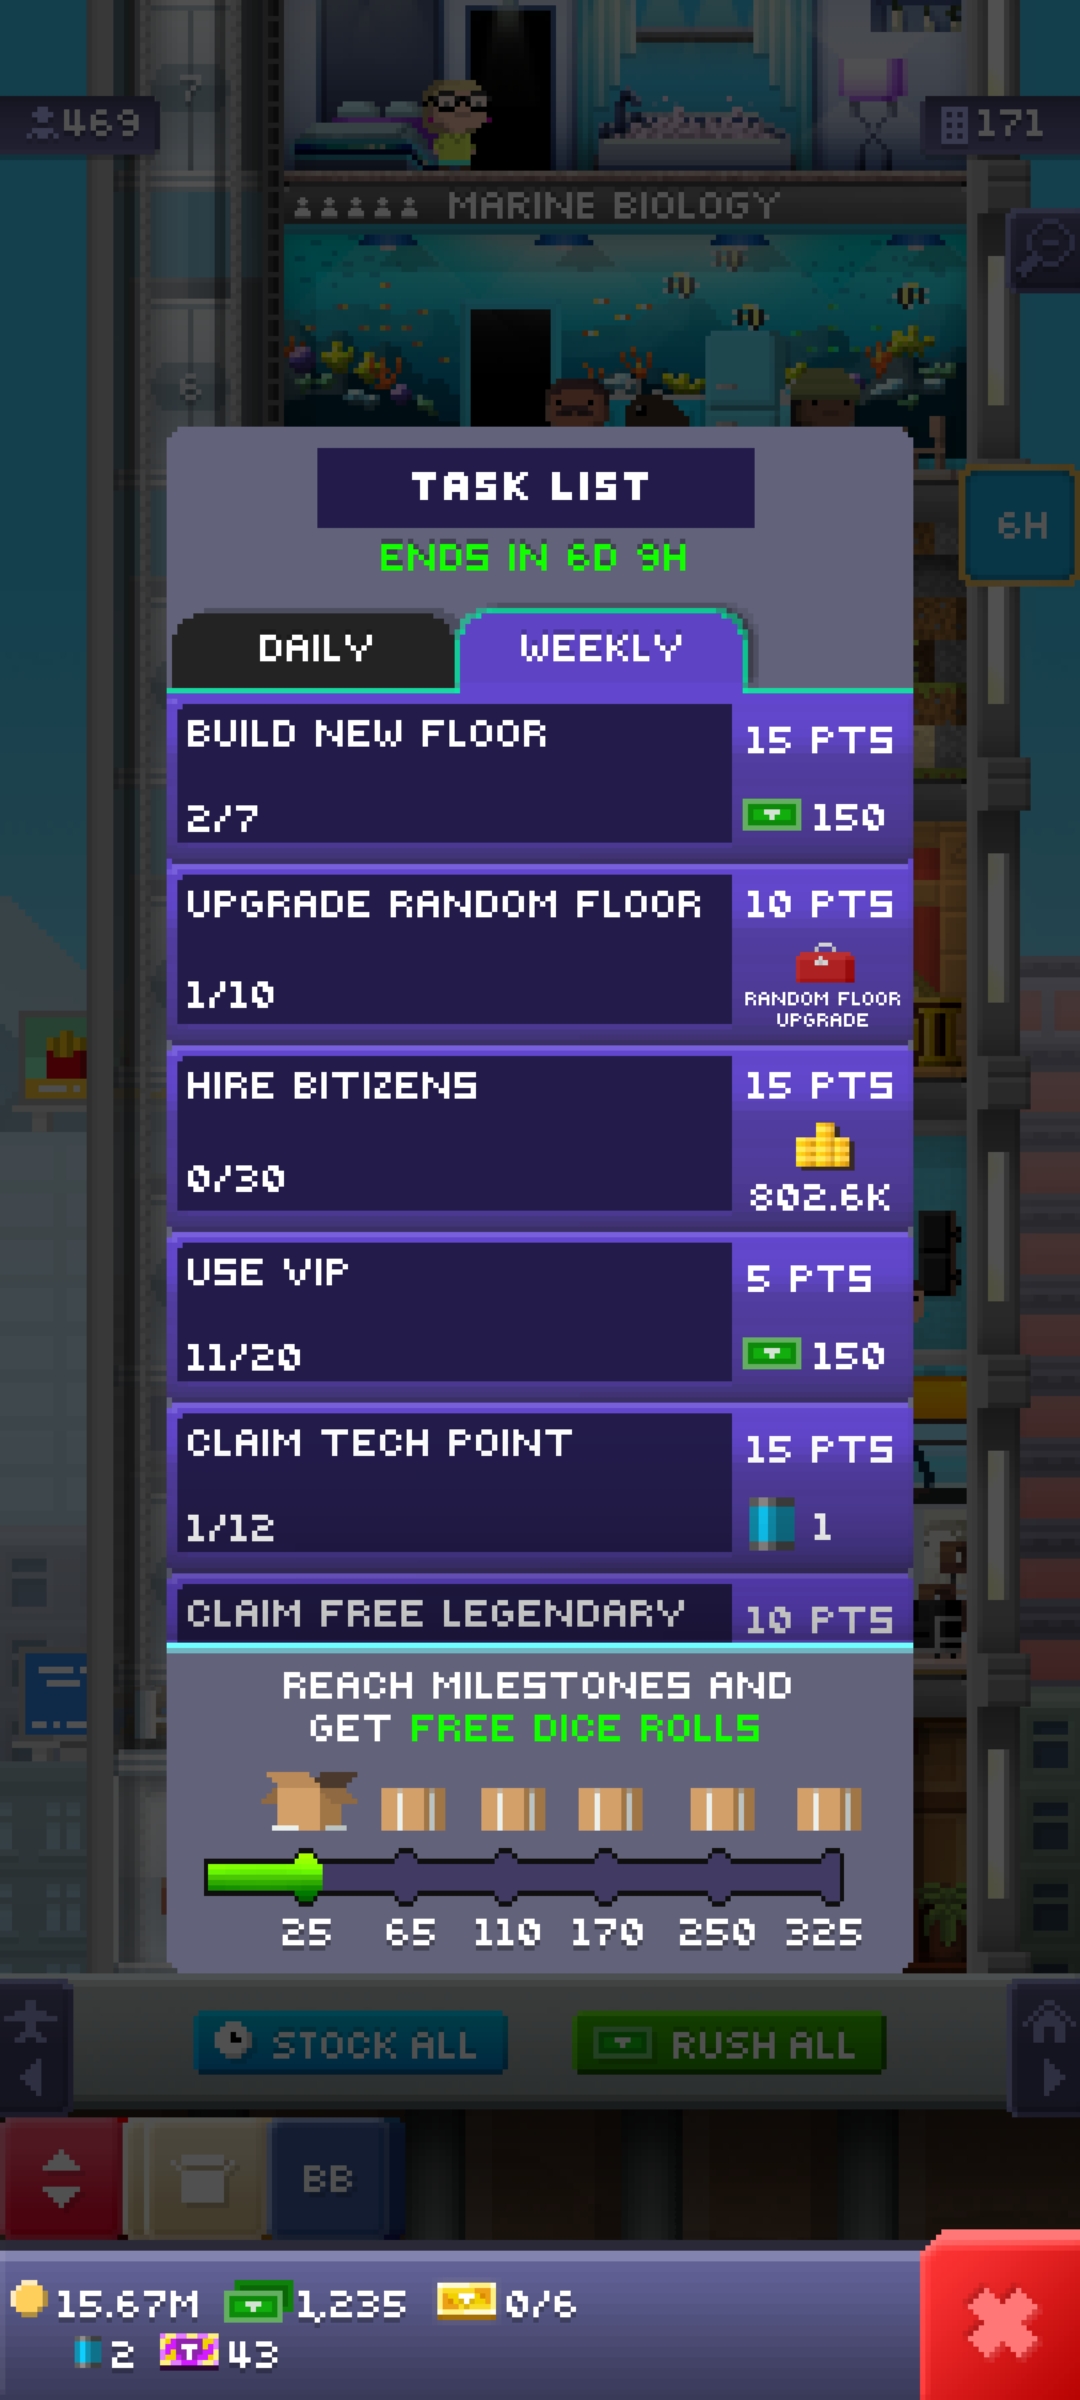 7
469
171
MARINE BIOLOGY
6
TASK LIST
ENDS IN 6D 9H
6H
DAILY
WEEKLY
BUILD NEW FLOOR
15 PTS
2/7
150
UPGRADE RANDOM FLOOR
10 PTS
1/10
RANDOM FLOOR
UPGRADE
HIRE BITIZENS
15 PTS
0/30
802.6K
USE VIP
5 PTS
11/20
150
CLAIM TECH POINT
15 PTS
1/12
1
CLAIM FREE LEGENDARY
10 PTS
REACH MILESTONES AND
GET FREE DICE ROLLS
25 65 110 170 250 325
STOCK ALL
RUSH ALL
BB
15.67M 1,235 0/6
2 43